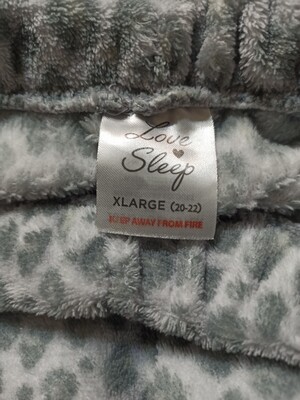 Love
Sleep
XLARGE (20-22)
KEEP AWAY FROM FIRE